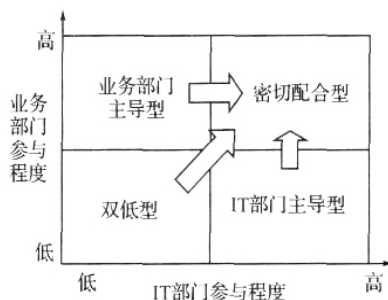 高
业务部门
主导型
密切配合型
业务
部门
参与
程度
双低型
IT部门主导型
低
低
IT部门参与程度
高